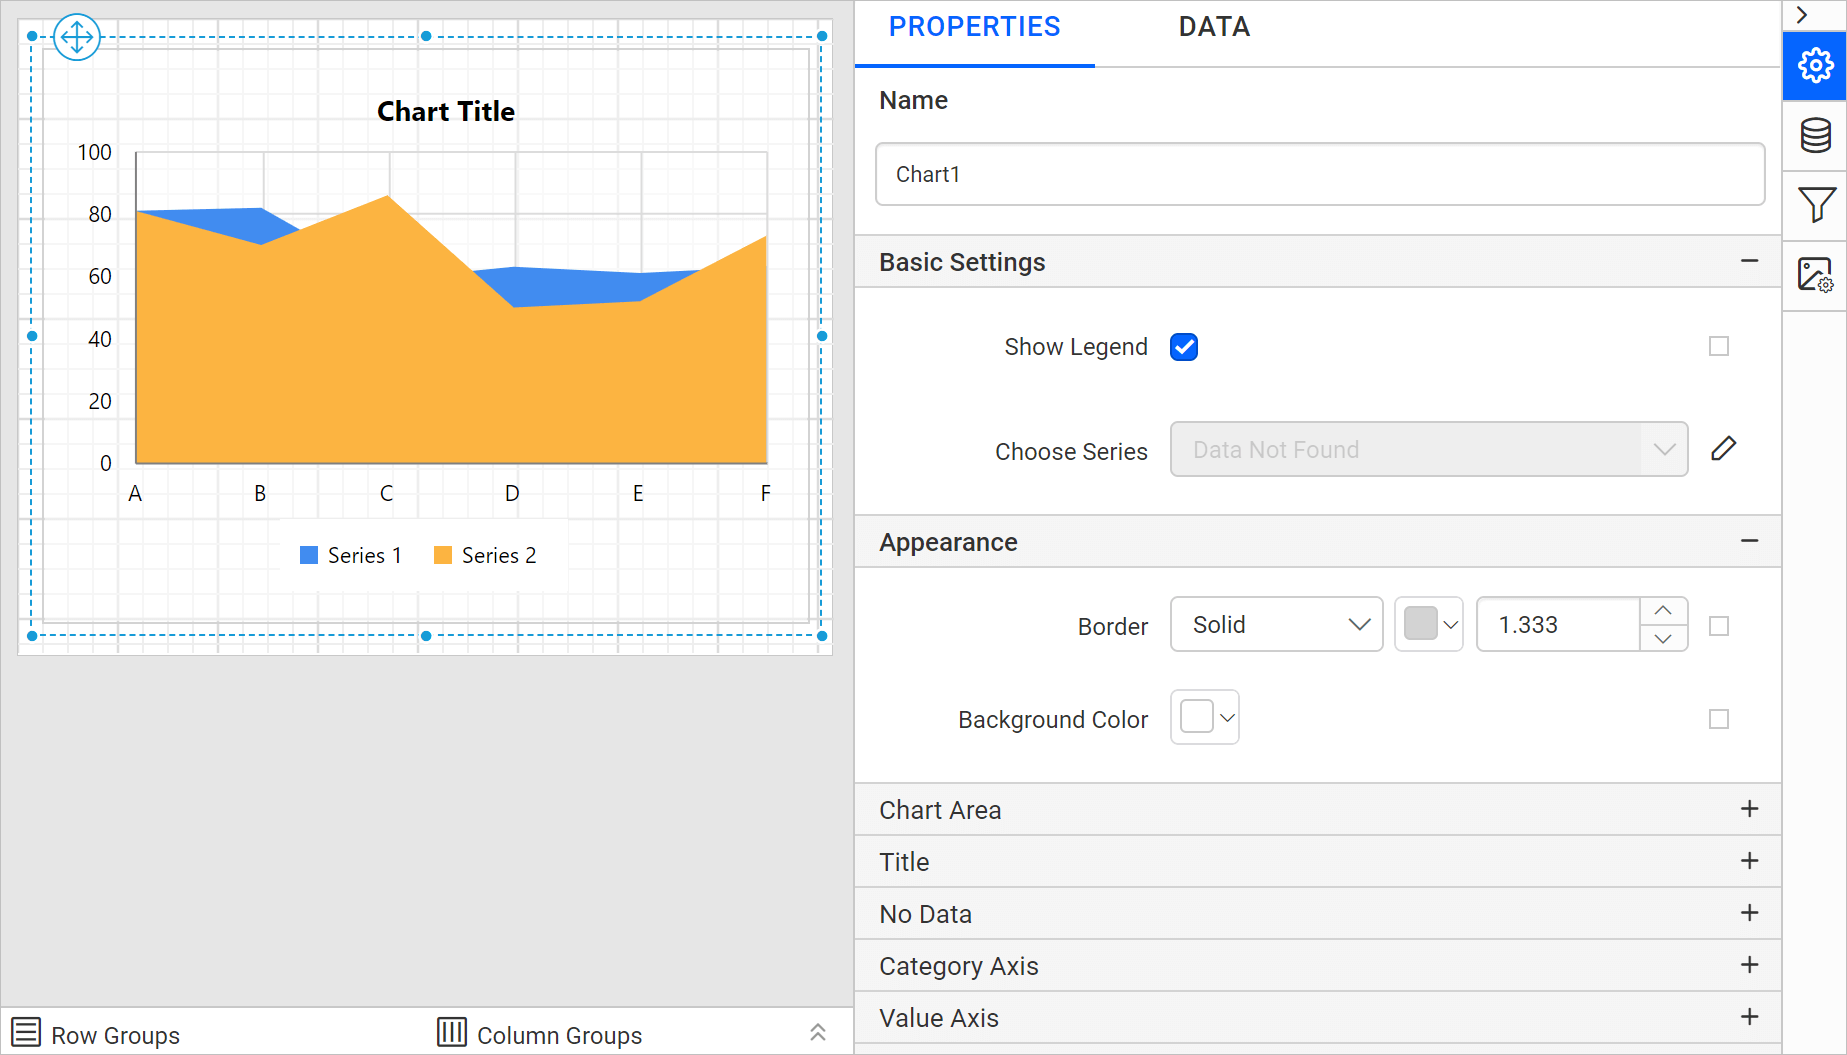 Chart Title
100
80
60
40
20
0
A B C D E F
Series 1 Series 2
Row Groups Column Groups
PROPERTIES DATA
Name
Chart1
Basic Settings
Show Legend
Choose Series Data Not Found
Appearance
Border Solid 1.333
Background Color
Chart Area
Title
No Data
Category Axis
Value Axis